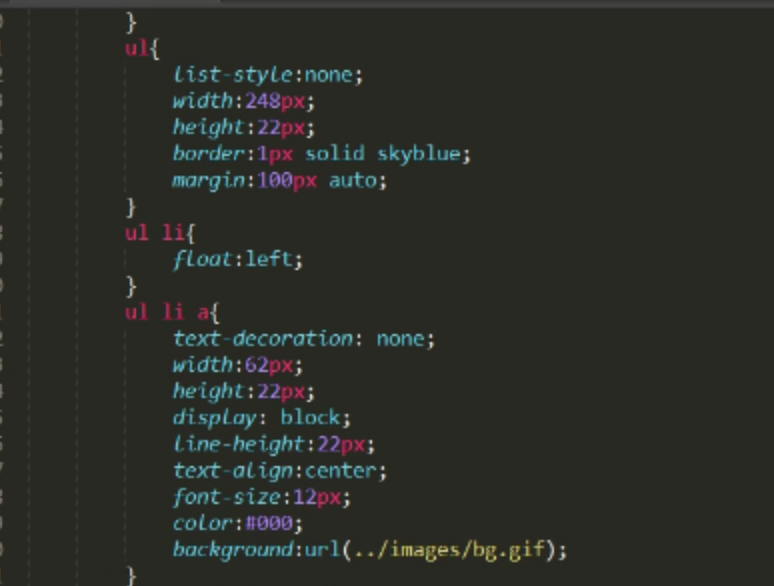 }
ul{
list-style:none;
width:248px;
height:22px;
border:1px solid skyblue;
margin:100px auto;
}
ul li{
float:left;
}
ul li a{
text-decoration: none;
width:62px;
height:22px;
display: block;
line-height:22px;
text-align:center;
font-size:12px;
color:#000;
background:url(../images/bg.gif);
}